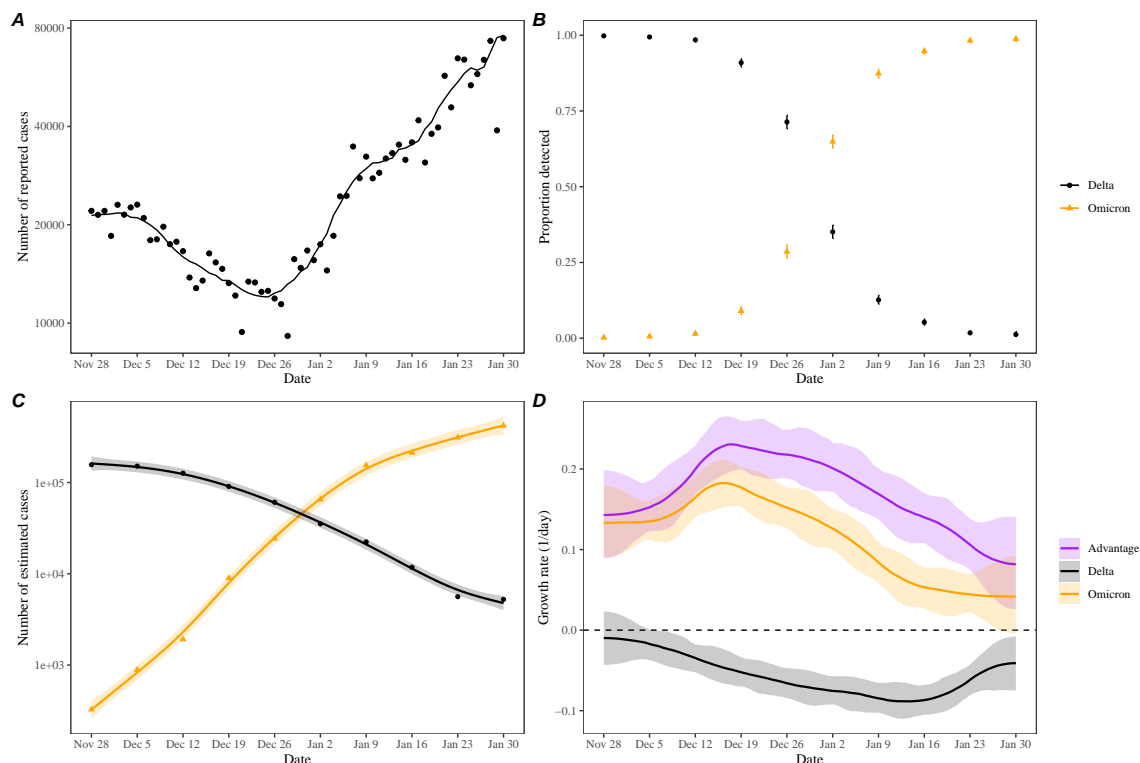 A
80000
40000
20000
10000
Number of reported cases
Nov 28 Dec 5 Dec 12 Dec 19 Dec 26 Jan 2 Jan 9 Jan 16 Jan 23 Jan 30
Date
B
1.00
0.75
0.50
0.25
0.00
Proportion detected
Nov 28 Dec 5 Dec 12 Dec 19 Dec 26 Jan 2 Jan 9 Jan 16 Jan 23 Jan 30
Date
Delta
Omicron
C
1e+05
1e+04
1e+03
Number of estimated cases
Nov 28 Dec 5 Dec 12 Dec 19 Dec 26 Jan 2 Jan 9 Jan 16 Jan 23 Jan 30
Date
D
0.2
0.1
0.0
−0.1
Growth rate (1/day)
Nov 28 Dec 5 Dec 12 Dec 19 Dec 26 Jan 2 Jan 9 Jan 16 Jan 23 Jan 30
Date
Advantage
Delta
Omicron